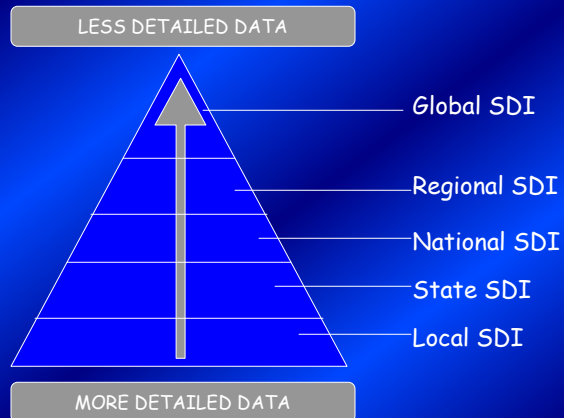 LESS DETAILED DATA
Global SDI
Regional SDI
National SDI
State SDI
Local SDI
MORE DETAILED DATA